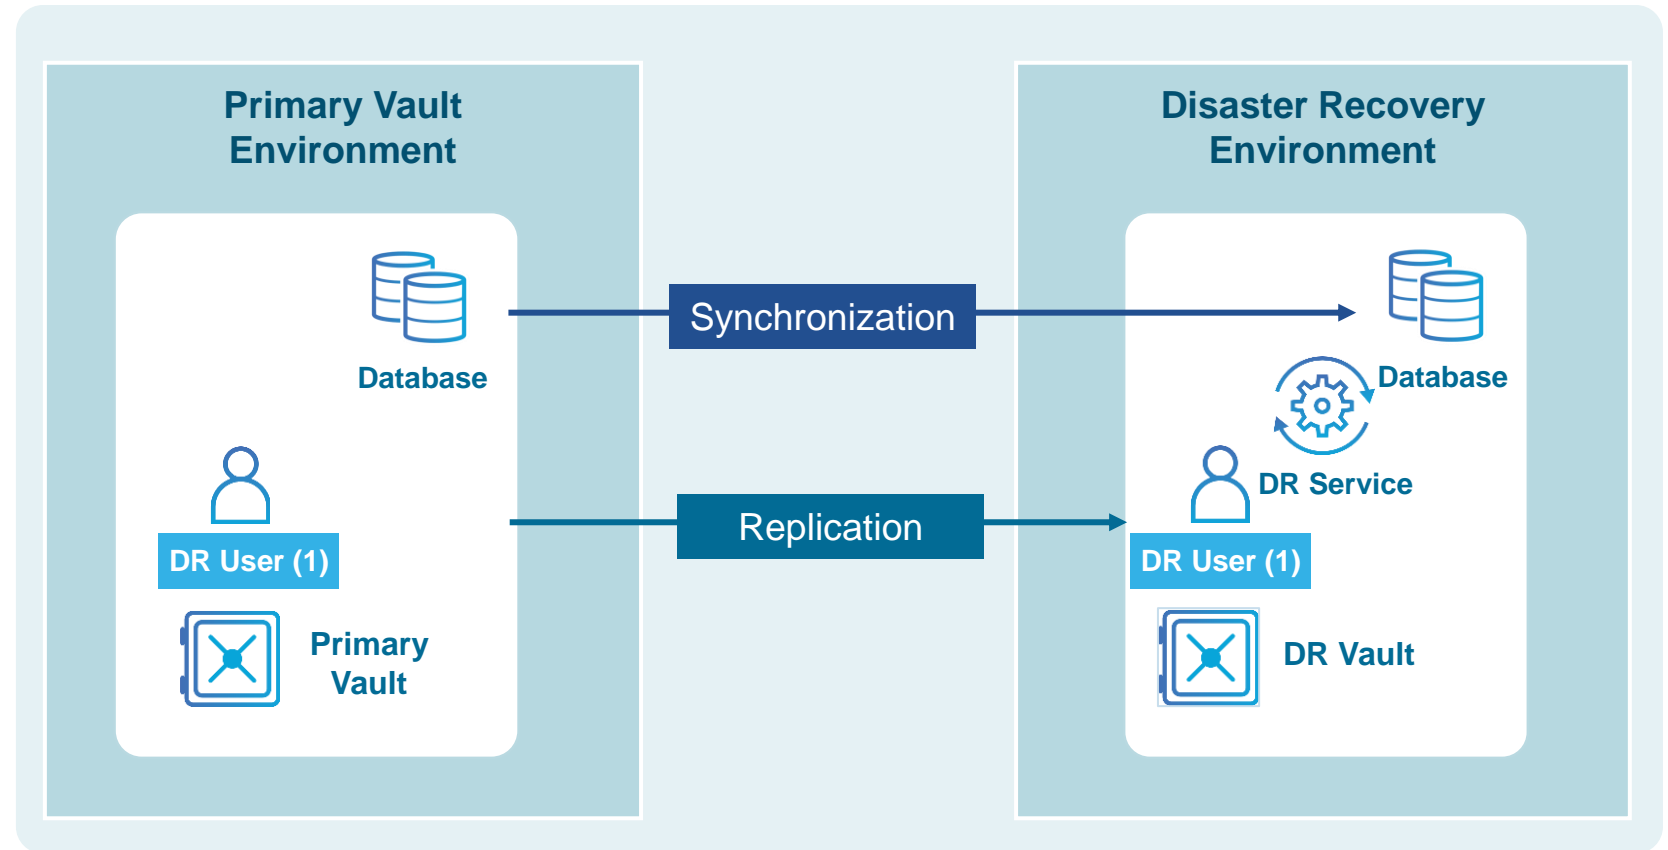 Primary Vault
Environment
Database
DR User (1)
Primary
Vault
Synchronization
Replication
Disaster Recovery
Environment
Database
DR Service
DR User (1)
DR Vault